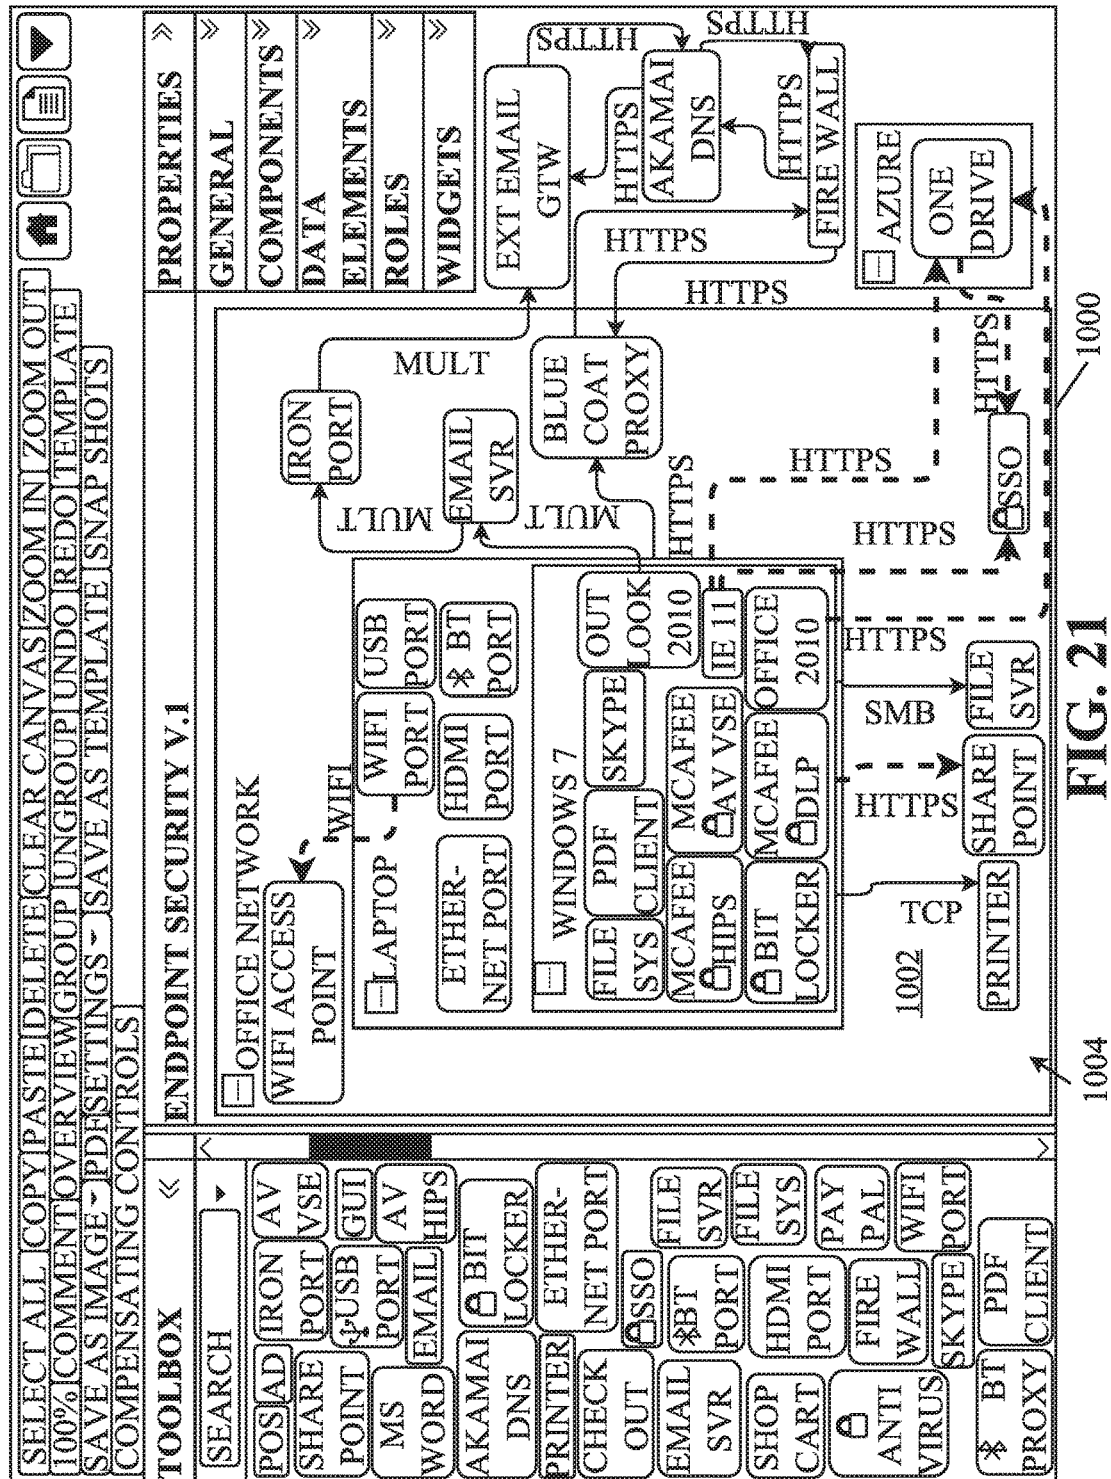 SELECT ALL COPY PASTE DELETE CLEAR CANVAS ZOOM IN ZOOM OUT
100% COMMENT OVERVIEW GROUP UNGROUP UNDO REDO TEMPLATE
SAVE AS IMAGE PDF SETTINGS SAVE AS TEMPLATE SNAP SHOTS
COMPENSATING CONTROLS
TOOLBOX «
SEARCH
POS AD
IRON
PORT
AV
VSE
SHARE
POINT
USB
PORT
GUI
MS
WORD
EMAIL
AV
HIPS
AKAMAI
DNS
BIT
LOCKER
PRINTER
ETHER-
NET PORT
CHECK
OUT
SSO
EMAIL
SVR
BT
PORT
FILE
SVR
FILE
SYS
SHOP
CART
HDMI
PORT
PAY
PAL
ANTI
VIRUS
FIRE
WALL
WIFI
PORT
SKYPE
BT
PROXY
PDF
CLIENT
ENDPOINT SECURITY V.1
OFFICE NETWORK
WIFI ACCESS
POINT
WIFI
LAPTOP
WIFI
PORT
USB
PORT
ETHER-
NET PORT
HDMI
PORT
BT
PORT
WINDOWS 7
FILE
SYS
PDF
CLIENT
SKYPE
OUT
LOOK
2010
MCAFEE
HIPS
MCAFEE
AV VSE
IE 11
BIT
LOCKER
MCAFEE
DLP
OFFICE
2010
IRON
PORT
MULT
EMAIL
SVR
MULT
MULT
BLUE
COAT
PROXY
HTTPS
HTTPS
HTTPS
HTTPS
HTTPS
HTTPS
SMB
HTTPS
TCP
1002
PRINTER
SHARE
POINT
FILE
SVR
SSO
HTTPS
HTTPS
PROPERTIES »
GENERAL »
COMPONENTS »
DATA »
ELEMENTS
ROLES »
WIDGETS »
EXT EMAIL
GTW
HTTPS
HTTPS
AKAMAI
DNS
HTTPS
HTTPS
FIRE WALL
AZURE
ONE
DRIVE
1004
1000
FIG. 21